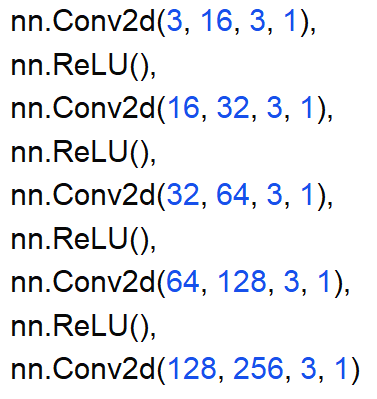 nn.Conv2d(3, 16, 3, 1),
nn.ReLU(),
nn.Conv2d(16, 32, 3, 1),
nn.ReLU(),
nn.Conv2d(32, 64, 3, 1),
nn.ReLU(),
nn.Conv2d(64, 128, 3, 1),
nn.ReLU(),
nn.Conv2d(128, 256, 3, 1)